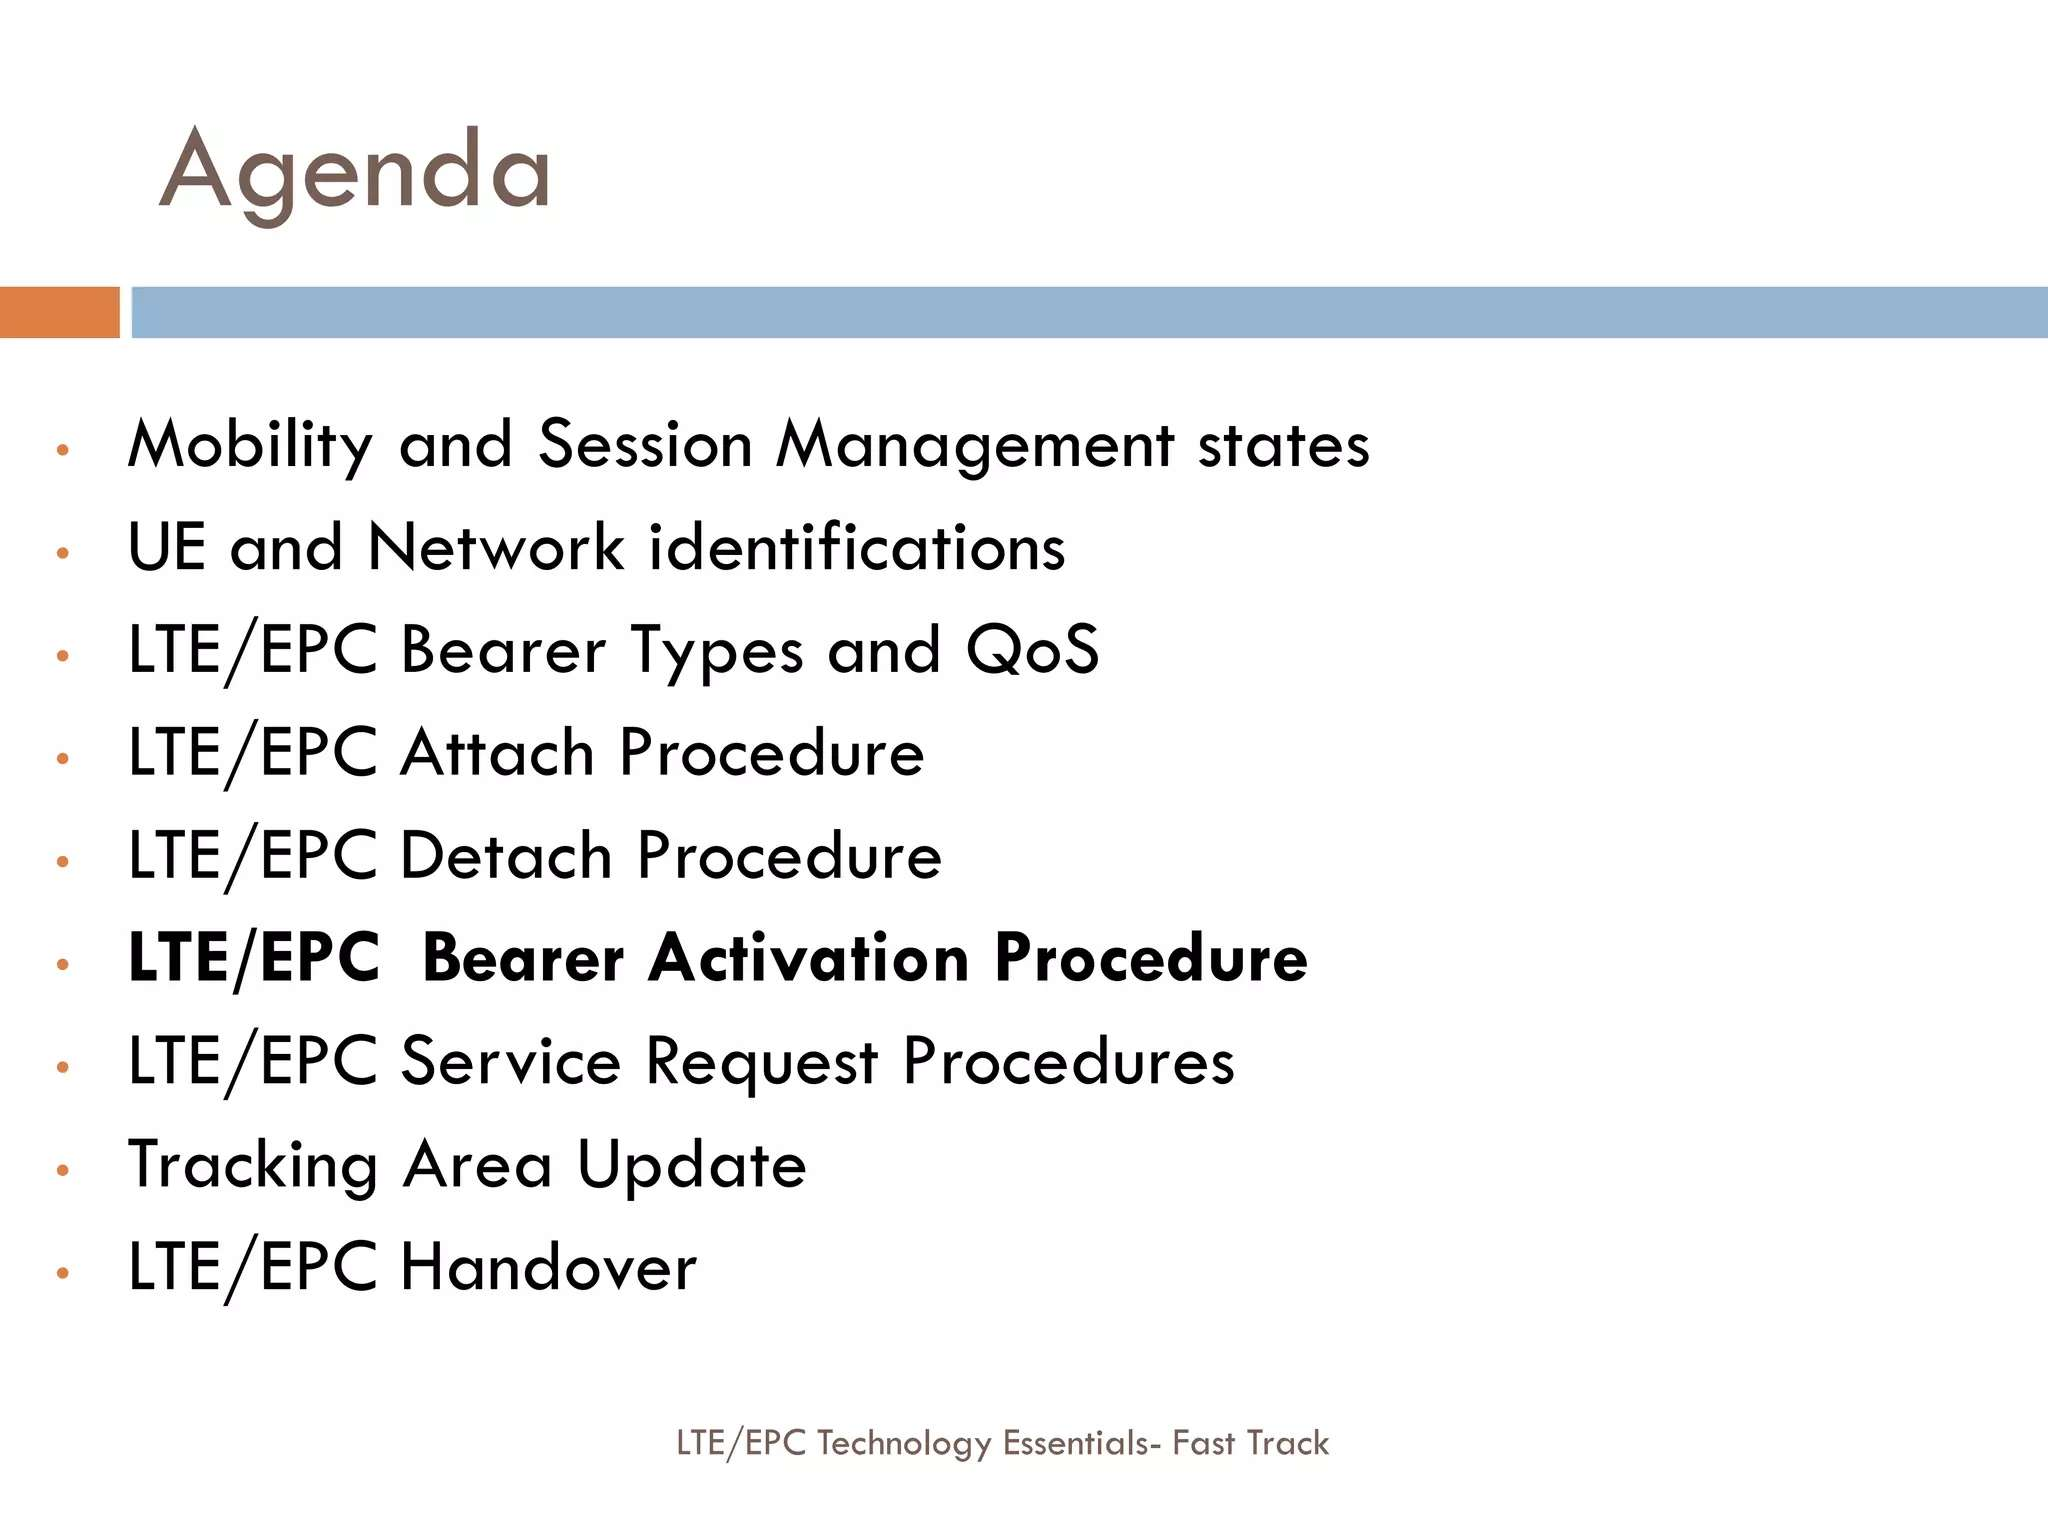 Agenda
• Mobility and Session Management states
• UE and Network identifications
• LTE/EPC Bearer Types and QoS
• LTE/EPC Attach Procedure
• LTE/EPC Detach Procedure
• LTE/EPC  Bearer Activation Procedure
• LTE/EPC Service Request Procedures
• Tracking Area Update
• LTE/EPC Handover
LTE/EPC Technology Essentials- Fast Track